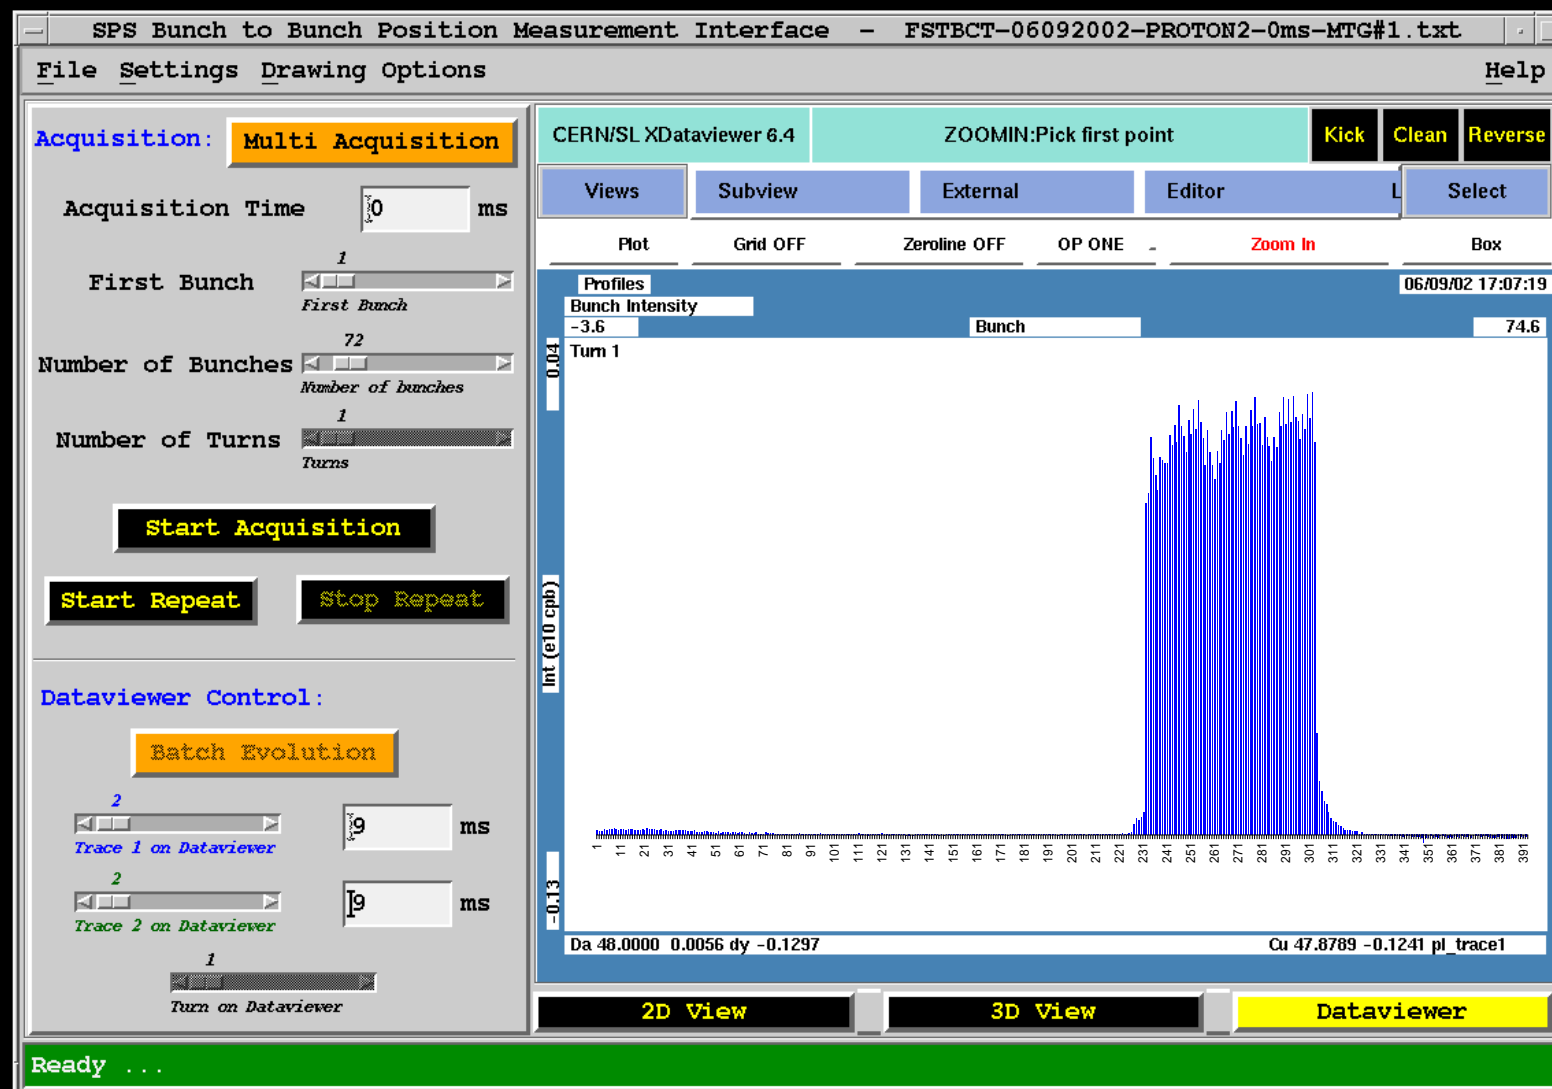 SPS Bunch to Bunch Position Measurement Interface - FSTBCT-06092002-PROTON2-0ms-MTG#1.txt
File Settings Drawing Options Help
Acquisition: Multi Acquisition
Acquisition Time 0 ms
1
First Bunch
First Bunch
72
Number of Bunches
Number of bunches
1
Number of Turns
Turns
Start Acquisition
Start Repeat Stop Repeat
Dataviewer Control:
Batch Evolution
2
9 ms
Trace 1 on Dataviewer
2
9 ms
Trace 2 on Dataviewer
1
Turn on Dataviewer
CERN/SL XDataviewer 6.4 ZOOMIN:Pick first point Kick Clean Reverse
Views Subview External Editor L Select
Plot Grid OFF Zeroline OFF OP ONE - Zoom In Box
Profiles 06/09/02 17:07:19
Bunch Intensity
-3.6 Bunch 74.6
0.04
Turn 1
Int (e10 cpb)
-0.13
1 11 21 31 41 51 61 71 81 91 101 111 121 131 141 151 161 171 181 191 201 211 221 231 241 251 261 271 281 291 301 311 321 331 341 351 361 371 381 391
Da 48.0000 0.0056 dy -0.1297 Cu 47.8789 -0.1241 pl_trace1
2D View 3D View Dataviewer
Ready ...